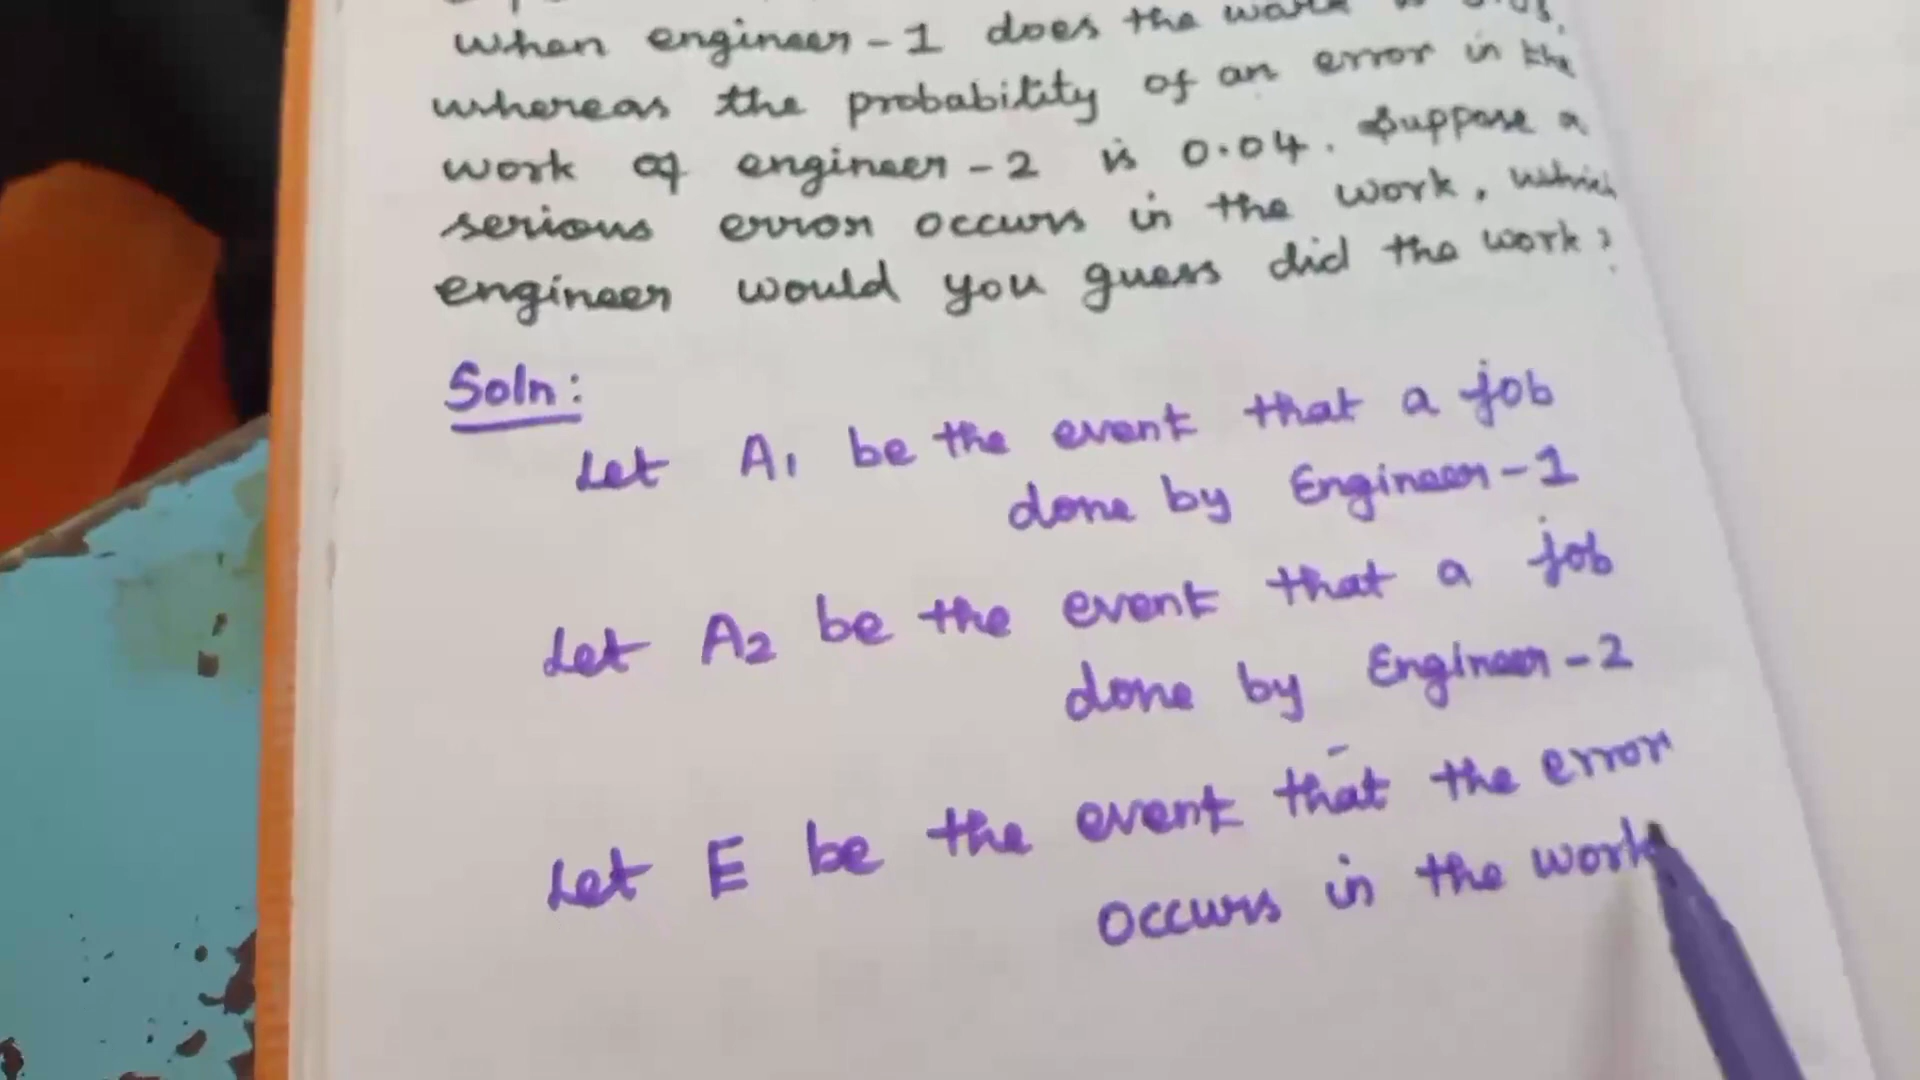 when engineer-1 does the work
whereas the probability of an error in the
work of engineer-2 is 0.04. Suppose a
serious error occurs in the work, which
engineer would you guess did the work?
Soln:
Let A1 be the event that a job
done by Engineer-1
Let A2 be the event that a job
done by Engineer-2
Let E be the event that the error
occurs in the work